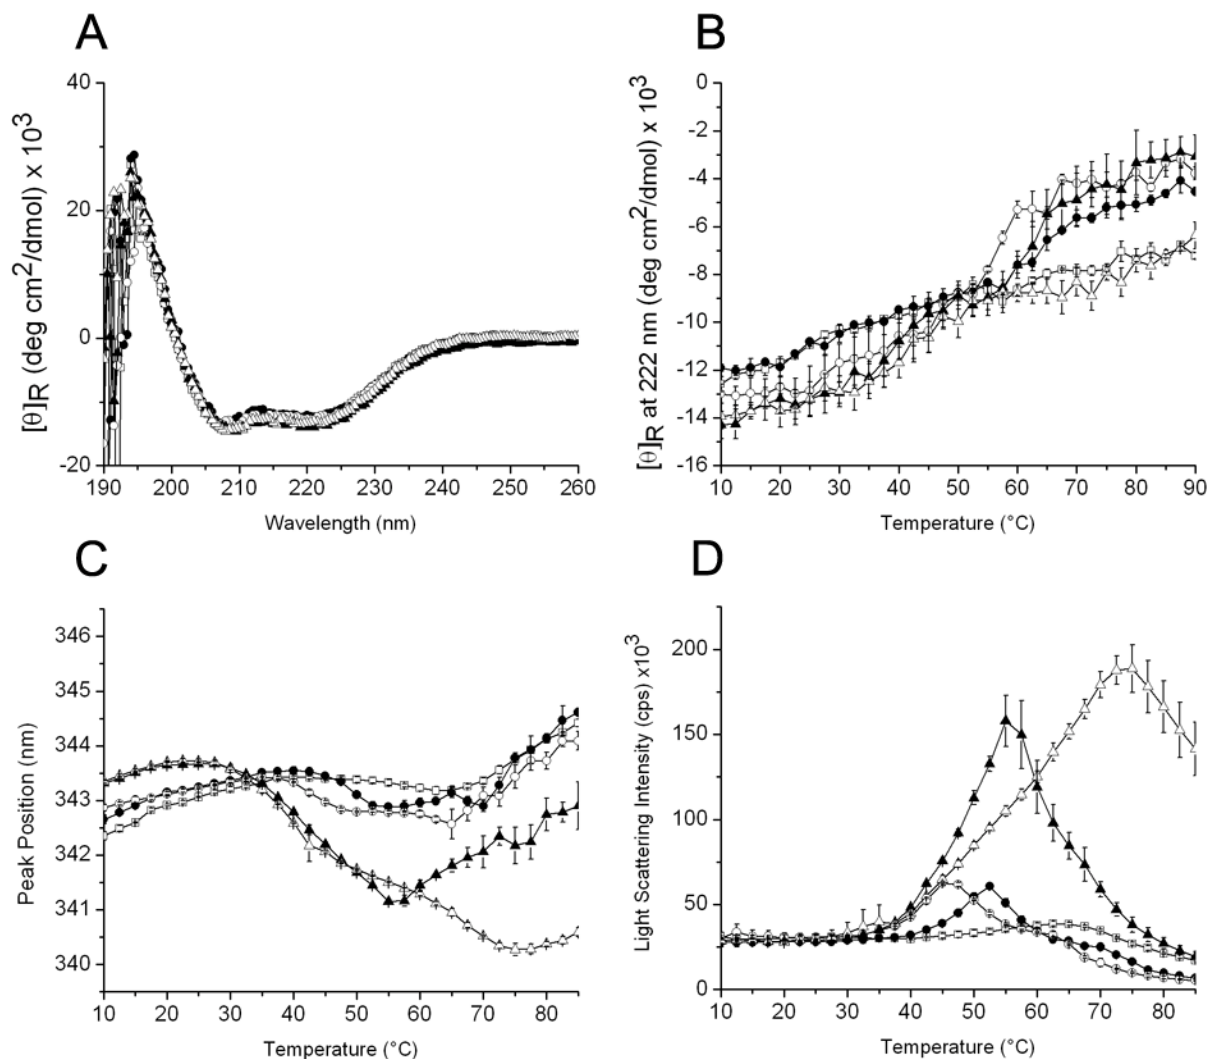 A
B
[θ]R (deg cm2/dmol) x 103
40
20
0
-20
190 200 210 220 230 240 250 260
Wavelength (nm)
[θ]R at 222 nm (deg cm2/dmol) x 103
0
-2
-4
-6
-8
-10
-12
-14
-16
10 20 30 40 50 60 70 80 90
Temperature (°C)
C
D
Peak Position (nm)
346
345
344
343
342
341
340
10 20 30 40 50 60 70 80
Temperature (°C)
Light Scattering Intensity (cps) x103
200
150
100
50
0
10 20 30 40 50 60 70 80
Temperature (°C)